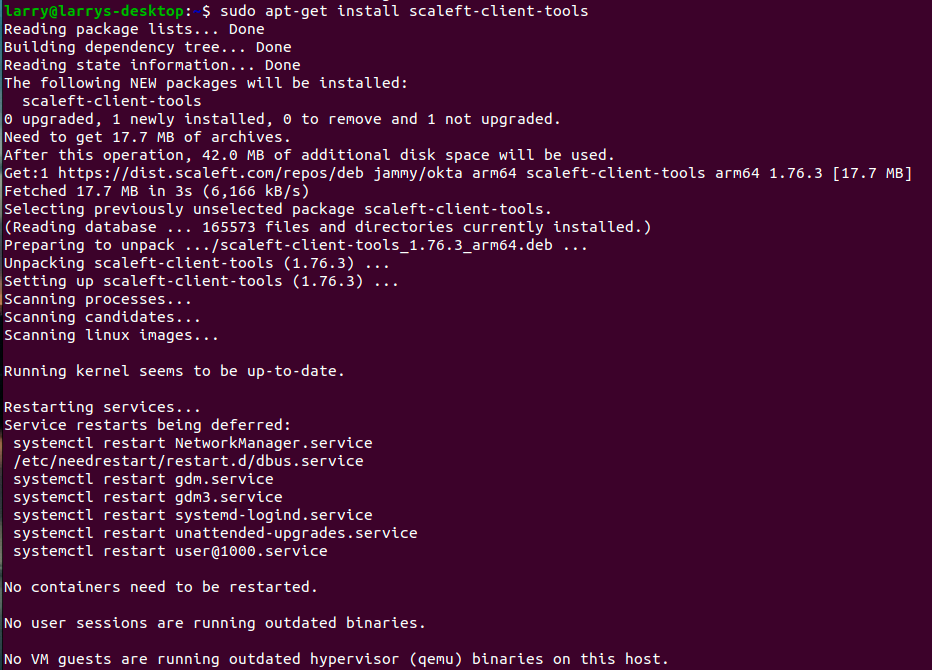 larry@larrys-desktop: $ sudo apt-get install scaleft-client-tools
Reading package lists... Done
Building dependency tree... Done
Reading state information... Done
The following NEW packages will be installed:
  scaleft-client-tools
0 upgraded, 1 newly installed, 0 to remove and 1 not upgraded.
Need to get 17.7 MB of archives.
After this operation, 42.0 MB of additional disk space will be used.
Get:1 https://dist.scaleft.com/repos/deb jammy/okta arm64 scaleft-client-tools arm64 1.76.3 [17.7 MB]
Fetched 17.7 MB in 3s (6,166 kB/s)
Selecting previously unselected package scaleft-client-tools.
(Reading database ... 165573 files and directories currently installed.)
Preparing to unpack .../scaleft-client-tools_1.76.3_arm64.deb ...
Unpacking scaleft-client-tools (1.76.3) ...
Setting up scaleft-client-tools (1.76.3) ...
Scanning processes...
Scanning candidates...
Scanning linux images...

Running kernel seems to be up-to-date.

Restarting services...
Service restarts being deferred:
 systemctl restart NetworkManager.service
 /etc/needrestart/restart.d/dbus.service
 systemctl restart gdm.service
 systemctl restart gdm3.service
 systemctl restart systemd-logind.service
 systemctl restart unattended-upgrades.service
 systemctl restart user@1000.service

No containers need to be restarted.

No user sessions are running outdated binaries.

No VM guests are running outdated hypervisor (qemu) binaries on this host.